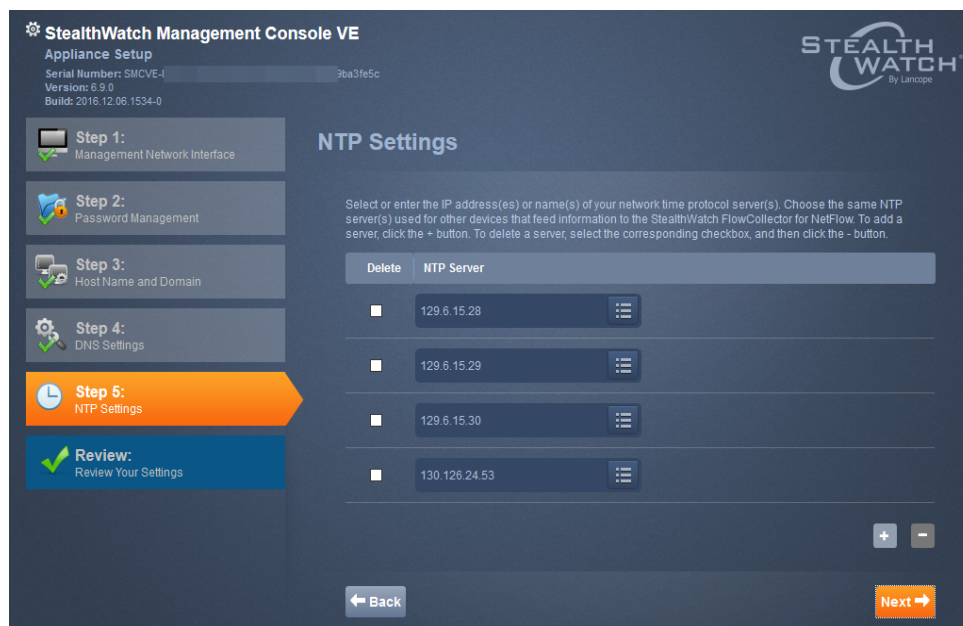 StealthWatch Management Console VE
Appliance Setup
Serial Number: SMCVE- 9ba3fe5c
Version: 6.9.0
Build: 2016.12.06.1534-0
STEALTH
WATCH
By Lancope
Step 1:
Management Network Interface
Step 2:
Password Management
Step 3:
Host Name and Domain
Step 4:
DNS Settings
Step 5:
NTP Settings
Review:
Review Your Settings
NTP Settings
Select or enter the IP address(es) or name(s) of your network time protocol server(s). Choose the same NTP
server(s) used for other devices that feed information to the StealthWatch FlowCollector for NetFlow. To add a
server, click the + button. To delete a server, select the corresponding checkbox, and then click the - button.
Delete NTP Server
129.6.15.28
129.6.15.29
129.6.15.30
130.126.24.53
+ -
Back
Next